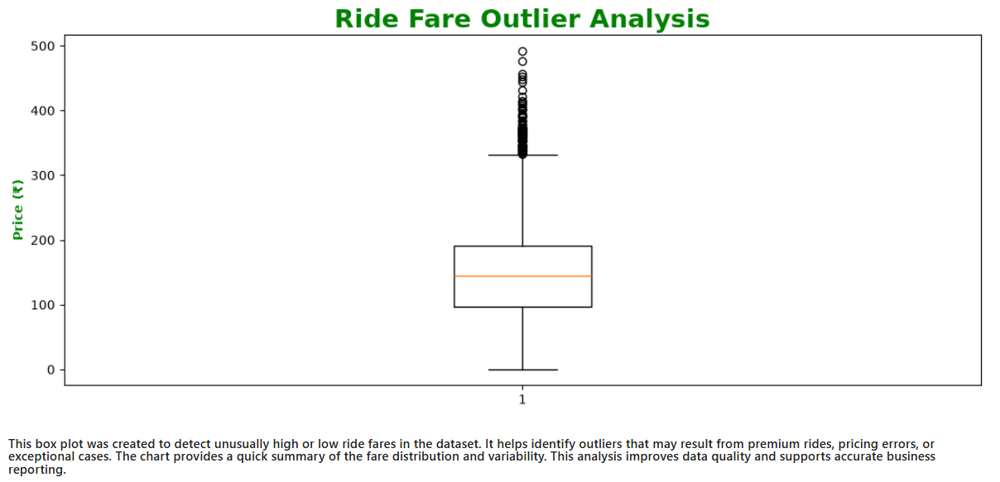 Ride Fare Outlier Analysis
500
400
300
200
100
0
Price (₹)
1
This box plot was created to detect unusually high or low ride fares in the dataset. It helps identify outliers that may result from premium rides, pricing errors, or
exceptional cases. The chart provides a quick summary of the fare distribution and variability. This analysis improves data quality and supports accurate business
reporting.